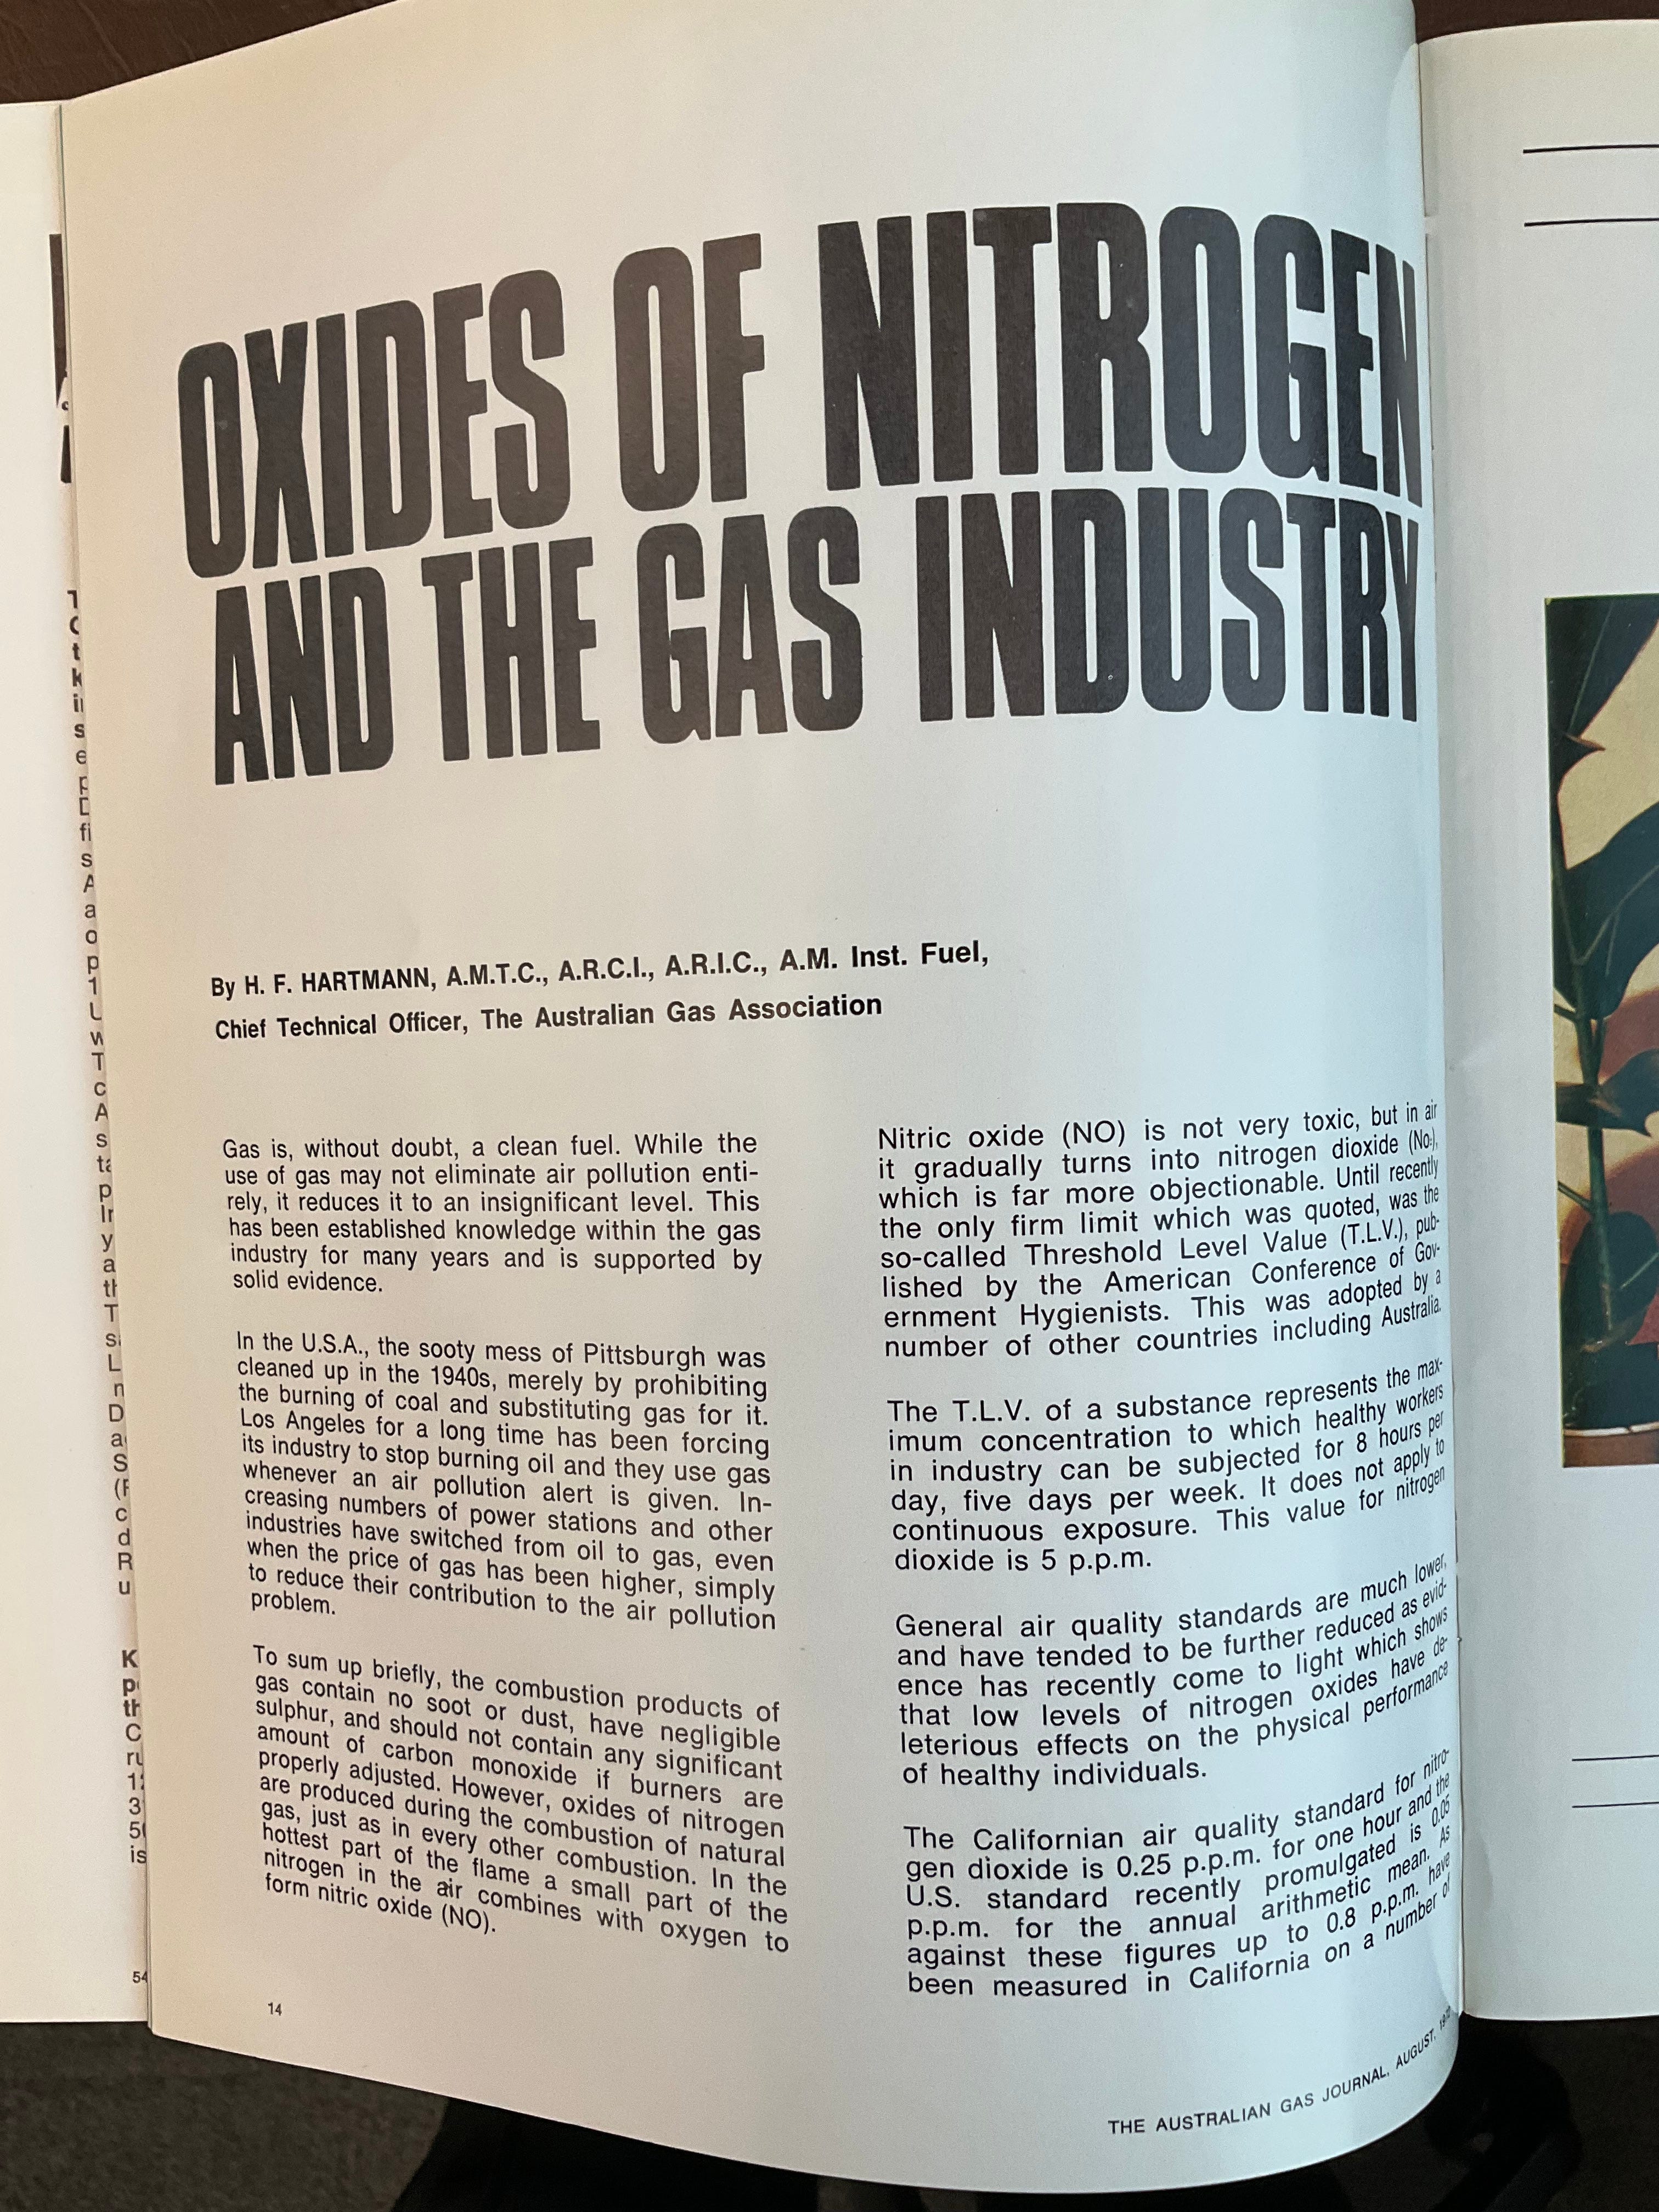 OXIDES OF NITROGEN
AND THE GAS INDUSTRY
By H. F. HARTMANN, A.M.T.C., A.R.C.I., A.R.I.C., A.M. Inst. Fuel,
Chief Technical Officer, The Australian Gas Association
Gas is, without doubt, a clean fuel. While the
use of gas may not eliminate air pollution enti-
rely, it reduces it to an insignificant level. This
has been established knowledge within the gas
industry for many years and is supported by
solid evidence.
In the U.S.A., the sooty mess of Pittsburgh was
cleaned up in the 1940s, merely by prohibiting
the burning of coal and substituting gas for it.
Los Angeles for a long time has been forcing
its industry to stop burning oil and they use gas
whenever an air pollution alert is given. In-
creasing numbers of power stations and other
industries have switched from oil to gas, even
when the price of gas has been higher, simply
to reduce their contribution to the air pollution
problem.
To sum up briefly, the combustion products of
gas contain no soot or dust, have negligible
sulphur, and should not contain any significant
amount of carbon monoxide if burners are
properly adjusted. However, oxides of nitrogen
are produced during the combustion of natural
gas, just as in every other combustion. In the
hottest part of the flame a small part of the
nitrogen in the air combines with oxygen to
form nitric oxide (NO).
14
Nitric oxide (NO) is not very toxic, but in air
it gradually turns into nitrogen dioxide (No₂),
which is far more objectionable. Until recently
the only firm limit which was quoted, was the
so-called Threshold Level Value (T.L.V.), pub-
lished by the American Conference of Gov-
ernment Hygienists. This was adopted by a
number of other countries including Australia.
The T.L.V. of a substance represents the max-
imum concentration to which healthy workers
in industry can be subjected for 8 hours per
day, five days per week. It does not apply to
continuous exposure. This value for nitrogen
dioxide is 5 p.p.m.
General air quality standards are much lower,
and have tended to be further reduced as evid-
ence has recently come to light which shows
that low levels of nitrogen oxides have de-
leterious effects on the physical performance
of healthy individuals.
The Californian air quality standard for nitro-
gen dioxide is 0.25 p.p.m. for one hour and the
U.S. standard recently promulgated is 0.05
p.p.m. for the annual arithmetic mean. As
against these figures up to 0.8 p.p.m. have
been measured in California on a number of
THE AUSTRALIAN GAS JOURNAL, AUGUST,